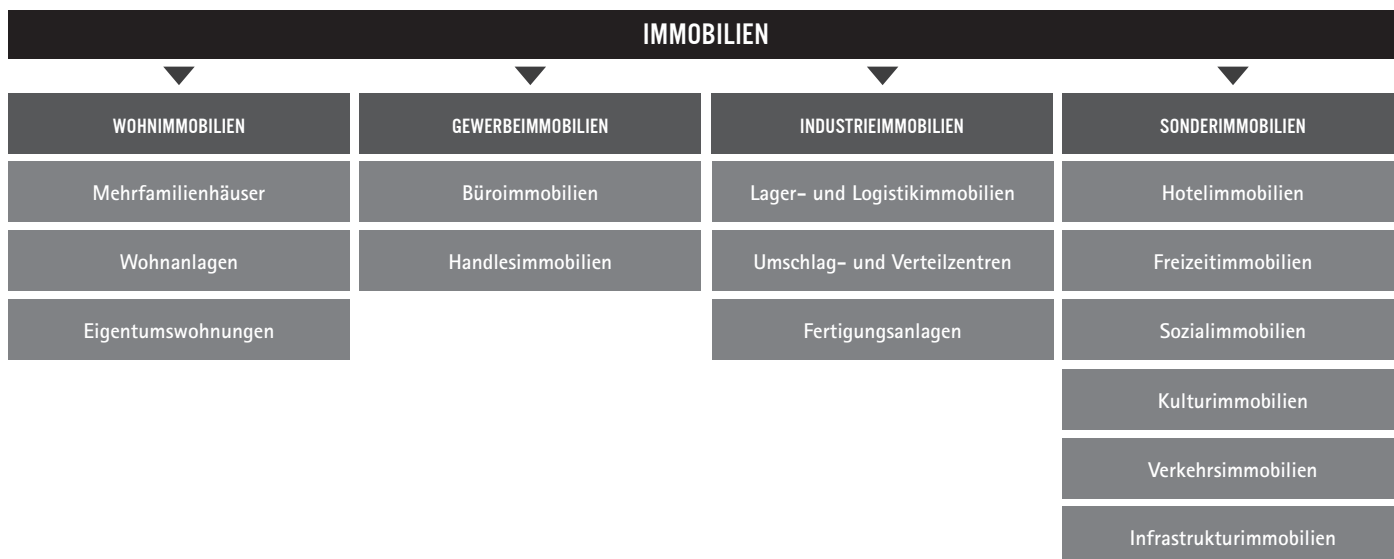 IMMOBILIEN
WOHNIMMOBILIEN
Mehrfamilienhäuser
Wohnanlagen
Eigentumswohnungen
GEWERBEIMMOBILIEN
Büroimmobilien
Handlesimmobilien
INDUSTRIEIMMOBILIEN
Lager- und Logistikimmobilien
Umschlag- und Verteilzentren
Fertigungsanlagen
SONDERIMMOBILIEN
Hotelimmobilien
Freizeitimmobilien
Sozialimmobilien
Kulturimmobilien
Verkehrsimmobilien
Infrastrukturimmobilien